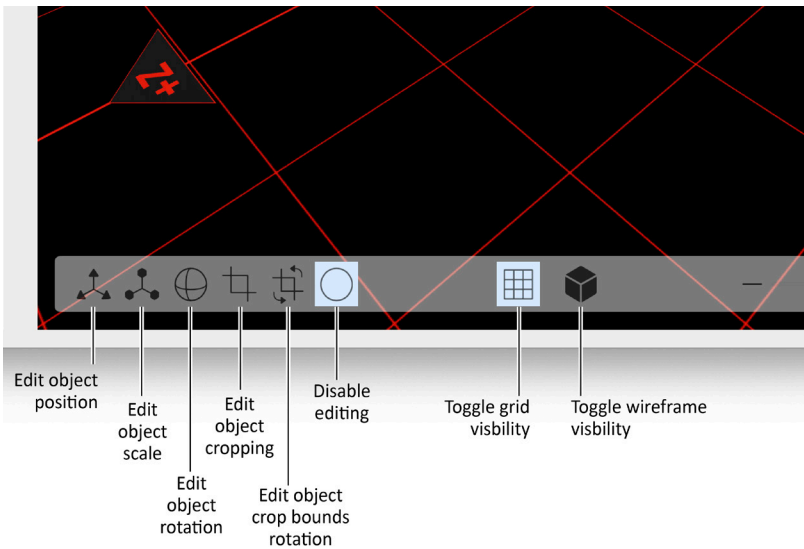 Z+
Edit object
position
Edit
object
scale
Edit
object
rotation
Edit
object
cropping
Edit object
crop bounds
rotation
Disable
editing
Toggle grid
visbility
Toggle wireframe
visbility